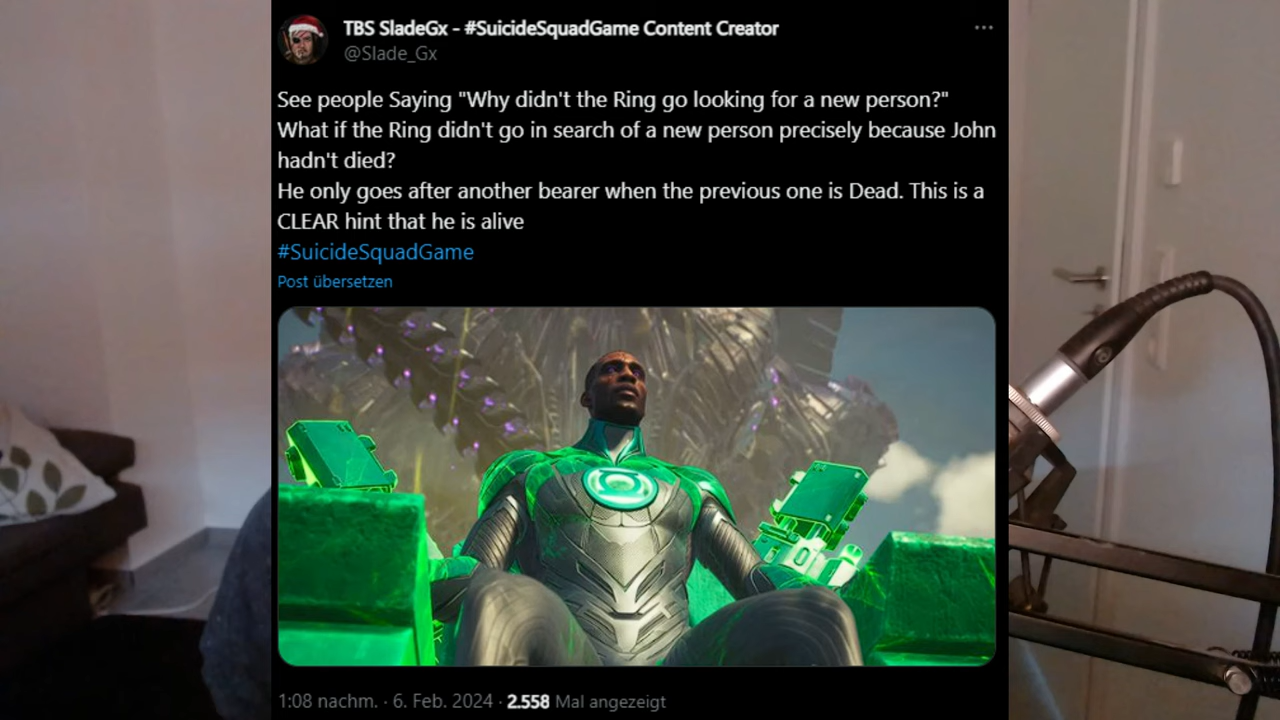 TBS SladeGx - #SuicideSquadGame Content Creator
@Slade_Gx
See people Saying "Why didn't the Ring go looking for a new person?"
What if the Ring didn't go in search of a new person precisely because John
hadn't died?
He only goes after another bearer when the previous one is Dead. This is a
CLEAR hint that he is alive
#SuicideSquadGame
Post übersetzen
1:08 nachm. · 6. Feb. 2024 · 2.558 Mal angezeigt